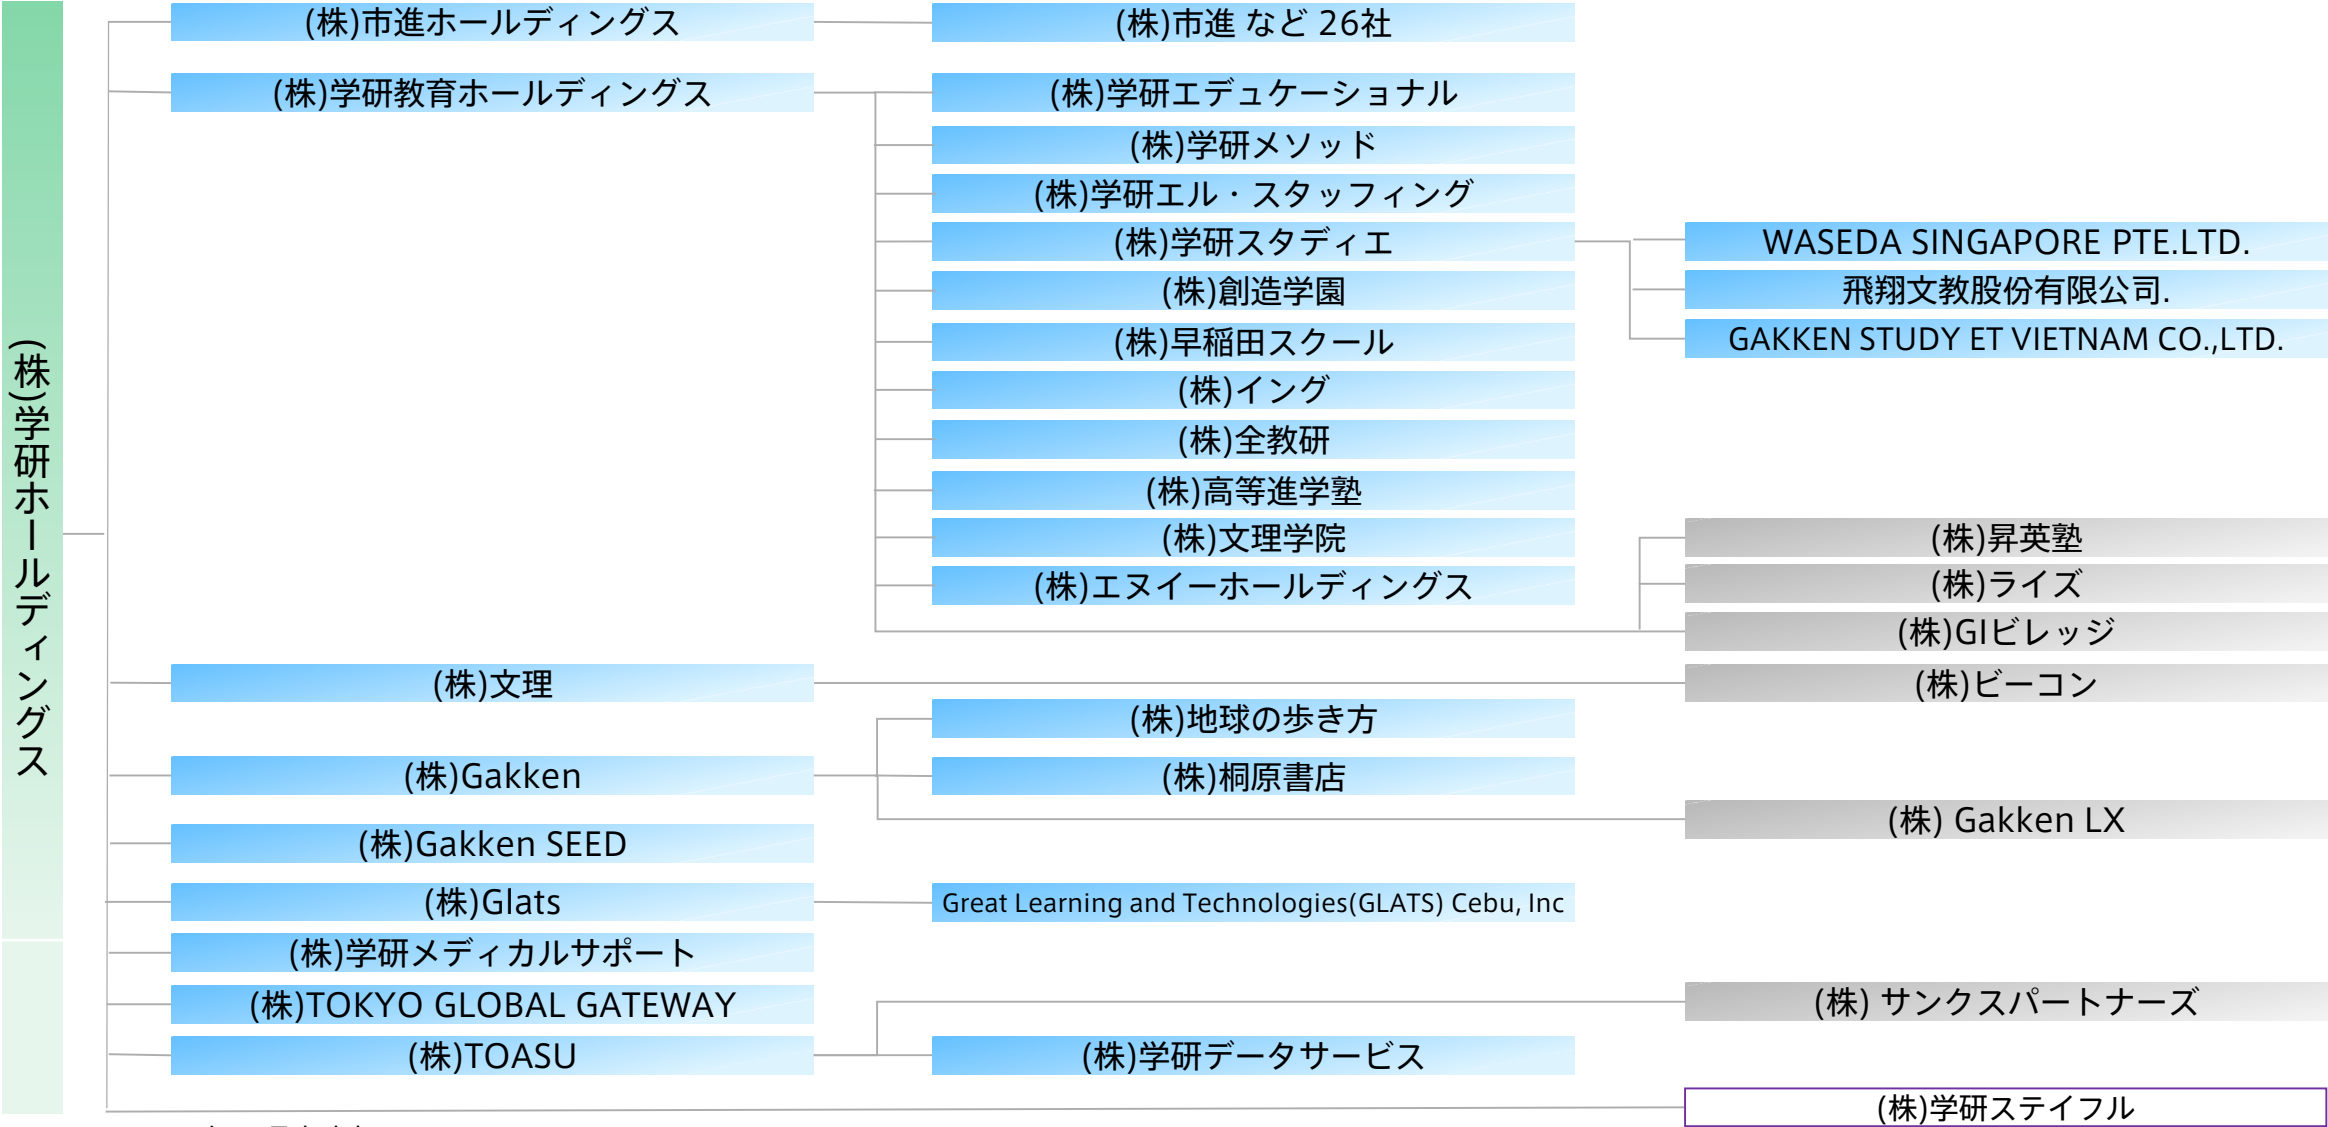 (株)学研ホールディングス
(株)市進ホールディングス
(株)市進 など 26社
(株)学研教育ホールディングス
(株)学研エデュケーショナル
(株)学研メソッド
(株)学研エル・スタッフィング
(株)学研スタディエ
WASEDA SINGAPORE PTE.LTD.
飛翔文教股份有限公司.
GAKKEN STUDY ET VIETNAM CO.,LTD.
(株)創造学園
(株)早稲田スクール
(株)イング
(株)全教研
(株)高等進学塾
(株)文理学院
(株)エヌイーホールディングス
(株)昇英塾
(株)ライズ
(株)GIビレッジ
(株)文理
(株)ビーコン
(株)Gakken
(株)地球の歩き方
(株)桐原書店
(株) Gakken LX
(株)Gakken SEED
(株)Glats
Great Learning and Technologies(GLATS) Cebu, Inc
(株)学研メディカルサポート
(株)TOKYO GLOBAL GATEWAY
(株)TOASU
(株) サンクスパートナーズ
(株)学研データサービス
(株)学研ステイフル